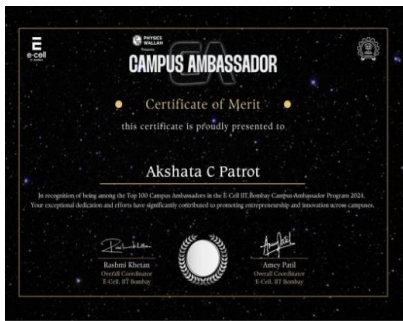 e-cell
PHYSICS
WALLAH
Presents
CA
CAMPUS AMBASSADOR
Certificate of Merit
this certificate is proudly presented to
Akshata C Patrot
In recognition of being among the Top 100 Campus Ambassadors in the E-Cell IIT Bombay Campus Ambassador Program 2024.
Your exceptional dedication and efforts have significantly contributed to promoting entrepreneurship and innovation across campuses.
Rashmi Khetan
Overall Coordinator
E-Cell, IIT Bombay
Amey Patil
Overall Coordinator
E-Cell, IIT Bombay